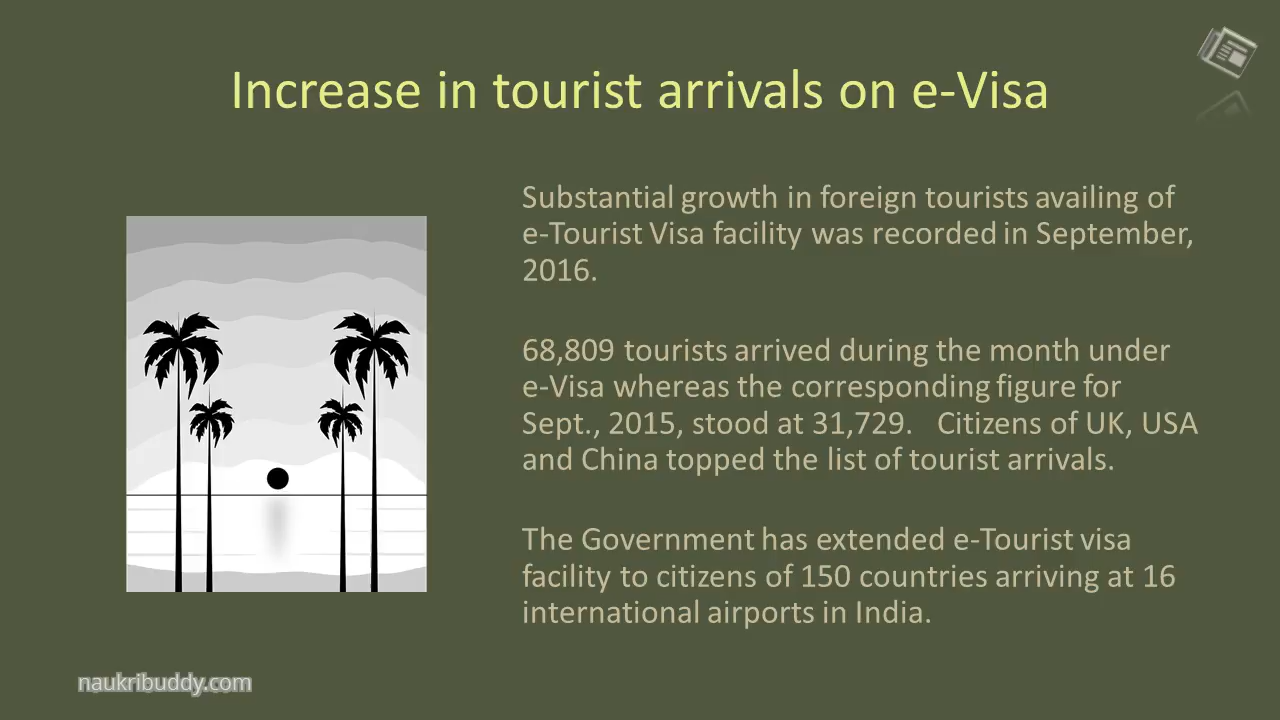 Increase in tourist arrivals on e-Visa
Substantial growth in foreign tourists availing of
e-Tourist Visa facility was recorded in September,
2016.
68,809 tourists arrived during the month under
e-Visa whereas the corresponding figure for
Sept., 2015, stood at 31,729.   Citizens of UK, USA
and China topped the list of tourist arrivals.
The Government has extended e-Tourist visa
facility to citizens of 150 countries arriving at 16
international airports in India.
naukribuddy.com